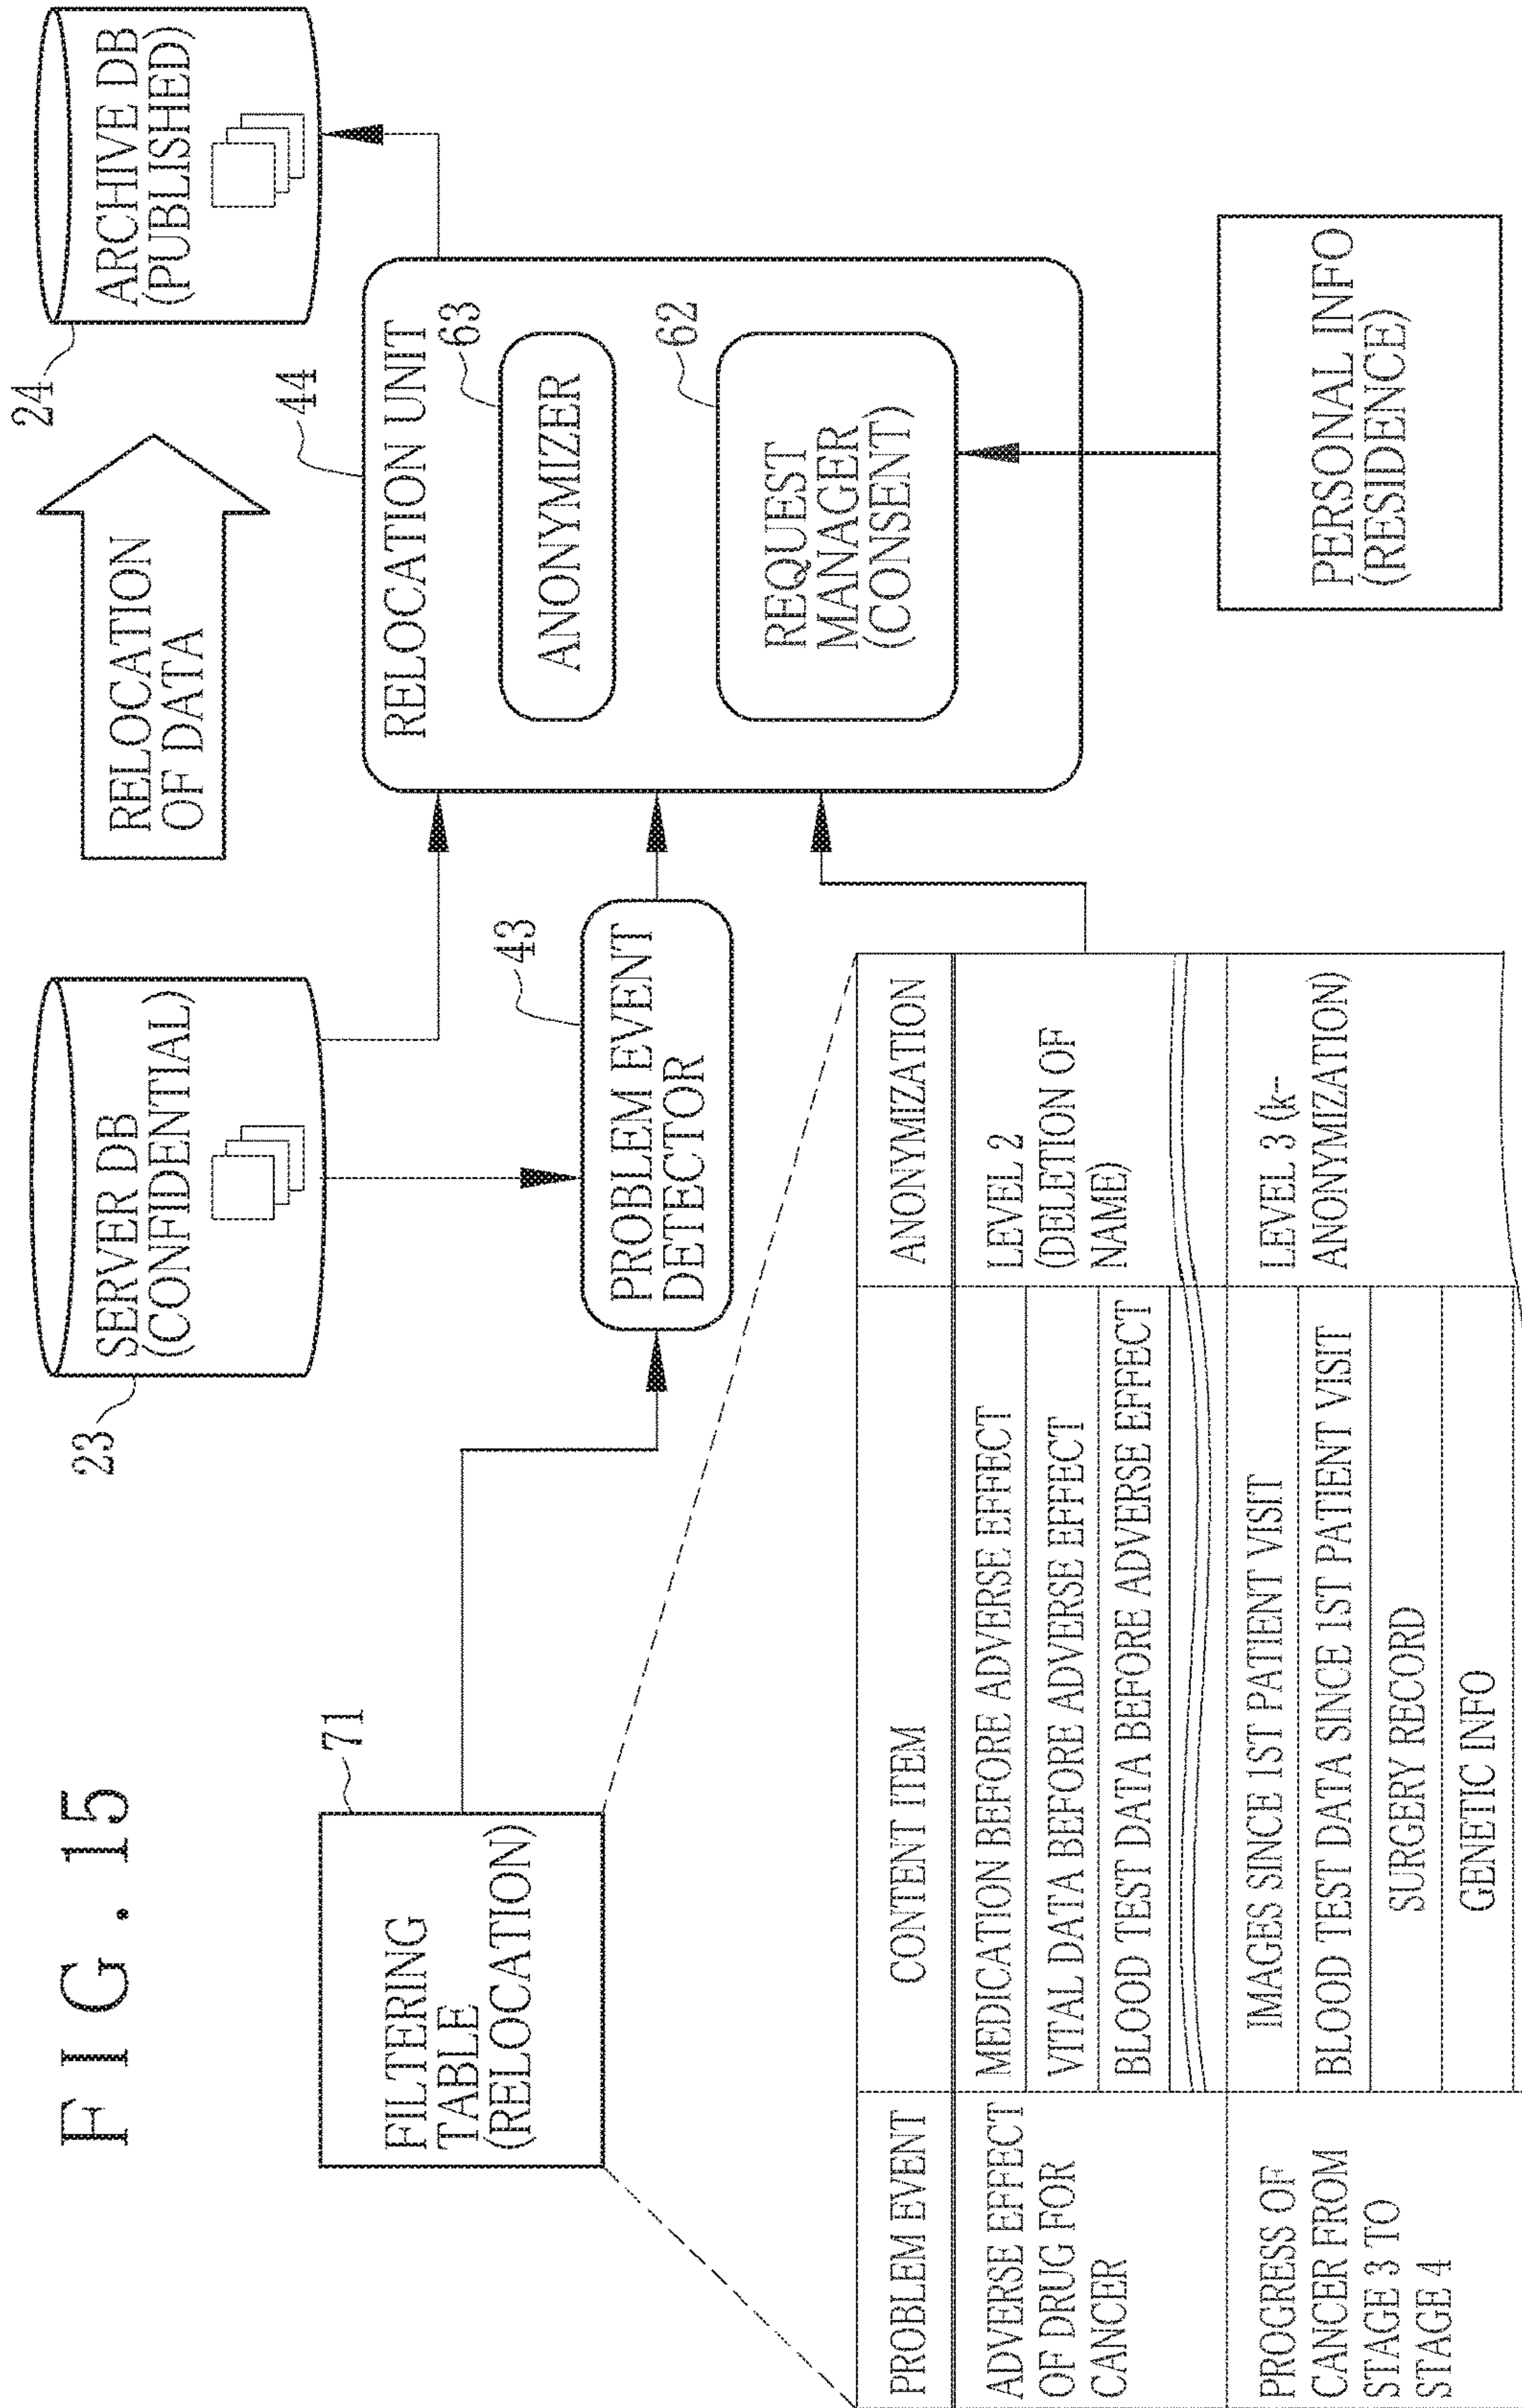 FIG. 15
23
SERVER DB
(CONFIDENTIAL)
RELOCATION
OF DATA
24
ARCHIVE DB
(PUBLISHED)
71
FILTERING
TABLE
(RELOCATION)
43
PROBLEM EVENT
DETECTOR
44
RELOCATION UNIT
63
ANONYMIZER
62
REQUEST
MANAGER
(CONSENT)
PERSONAL INFO
(RESIDENCE)
PROBLEM EVENT
CONTENT ITEM
ANONYMIZATION
ADVERSE EFFECT
OF DRUG FOR
CANCER
MEDICATION BEFORE ADVERSE EFFECT
VITAL DATA BEFORE ADVERSE EFFECT
BLOOD TEST DATA BEFORE ADVERSE EFFECT
LEVEL 2
(DELETION OF
NAME)
PROGRESS OF
CANCER FROM
STAGE 3 TO
STAGE 4
IMAGES SINCE 1ST PATIENT VISIT
BLOOD TEST DATA SINCE 1ST PATIENT VISIT
SURGERY RECORD
GENETIC INFO
LEVEL 3 (k-
ANONYMIZATION)